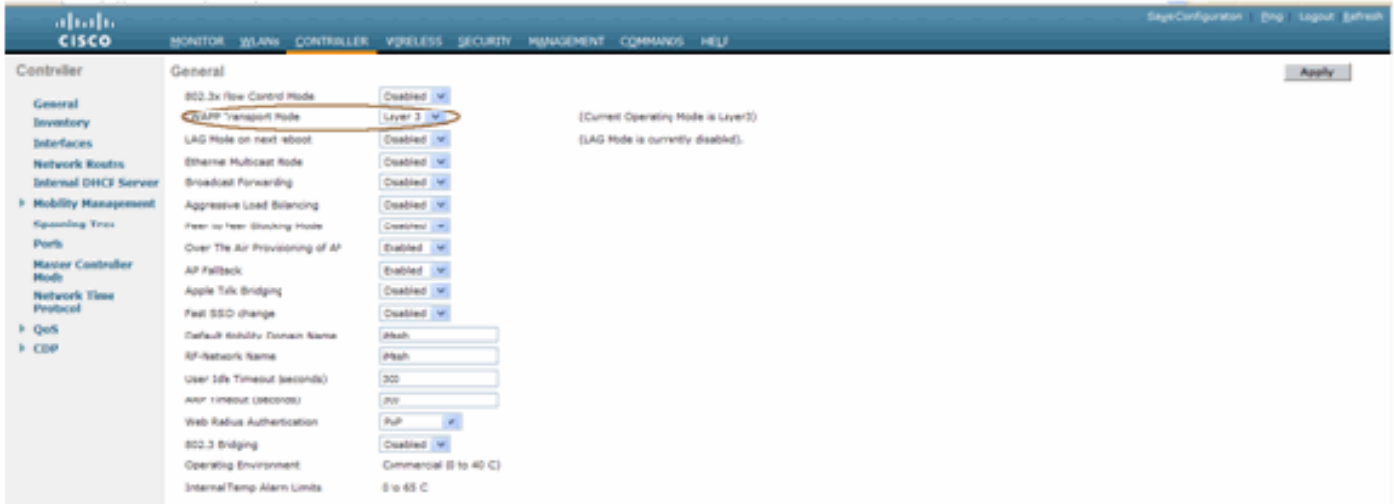 Save Configuration Ping Logout Refresh
CISCO MONITOR WLANs CONTROLLER WIRELESS SECURITY MANAGEMENT COMMANDS HELP
Controller General Apply
General
Inventory
Interfaces
Network Routes
Internal DHCP Server
Mobility Management
Spanning Tree
Ports
Master Controller
Mode
Network Time
Protocol
QoS
CDP
802.3x Flow Control Mode Disabled
LWAPP Transport Mode Layer 3 (Current Operating Mode is Layer3)
LAG Mode on next reboot Disabled (LAG Mode is currently disabled).
Ethernet Multicast Mode Disabled
Broadcast Forwarding Disabled
Aggressive Load Balancing Disabled
Peer to Peer Blocking Mode Disabled
Over The Air Provisioning of AP Enabled
AP Fallback Enabled
Apple Talk Bridging Disabled
Fast SSID change Disabled
Default Mobility Domain Name
RF-Network Name
User Idle Timeout (seconds) 300
ARP Timeout (seconds) 300
Web Radius Authentication PAP
802.3 Bridging Disabled
Operating Environment Commercial (0 to 40 C)
Internal Temp Alarm Limits 0 to 65 C